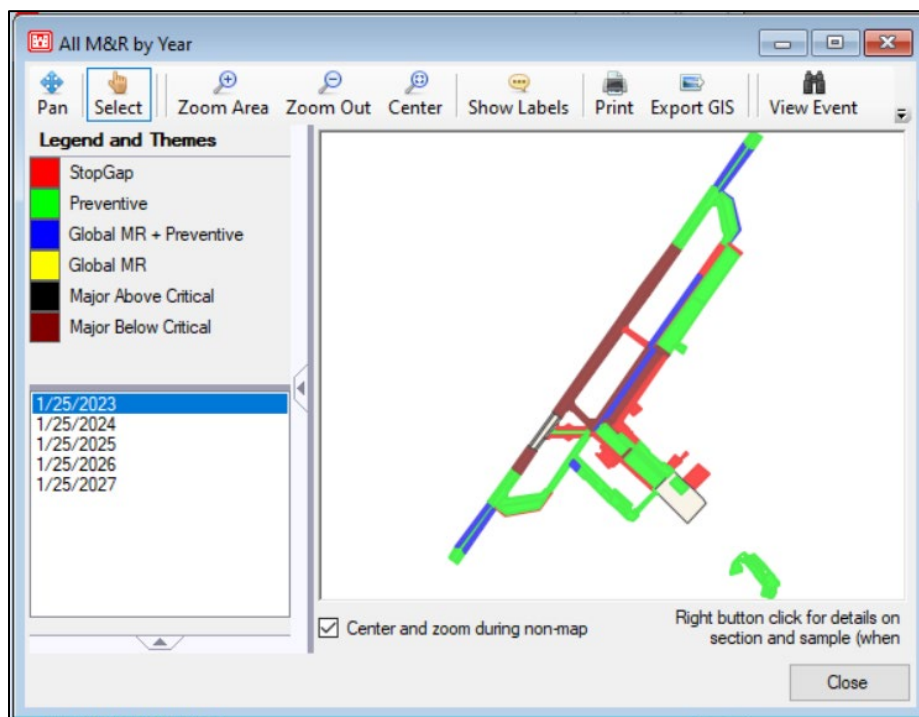 All M&R by Year
Pan Select Zoom Area Zoom Out Center Show Labels Print Export GIS View Event
Legend and Themes
StopGap
Preventive
Global MR + Preventive
Global MR
Major Above Critical
Major Below Critical
1/25/2023
1/25/2024
1/25/2025
1/25/2026
1/25/2027
Center and zoom during non-map
Right button click for details on
section and sample (when
Close